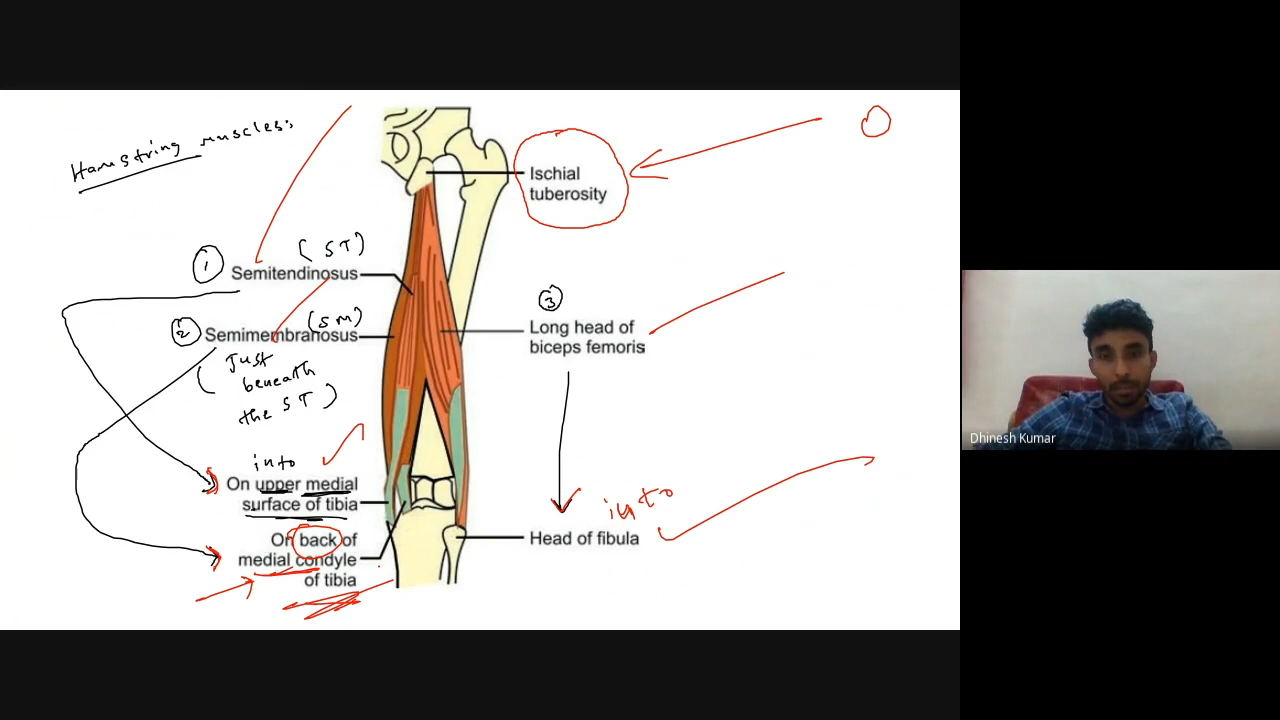 Hamstring muscles:
Ischial
tuberosity
(ST)
1
Semitendinosus
(SM)
2
Semimembranosus
(Just
beneath
the ST)
3
Long head of
biceps femoris
into
On upper medial
surface of tibia
On back of
medial condyle
of tibia
into
Head of fibula
Dhinesh Kumar